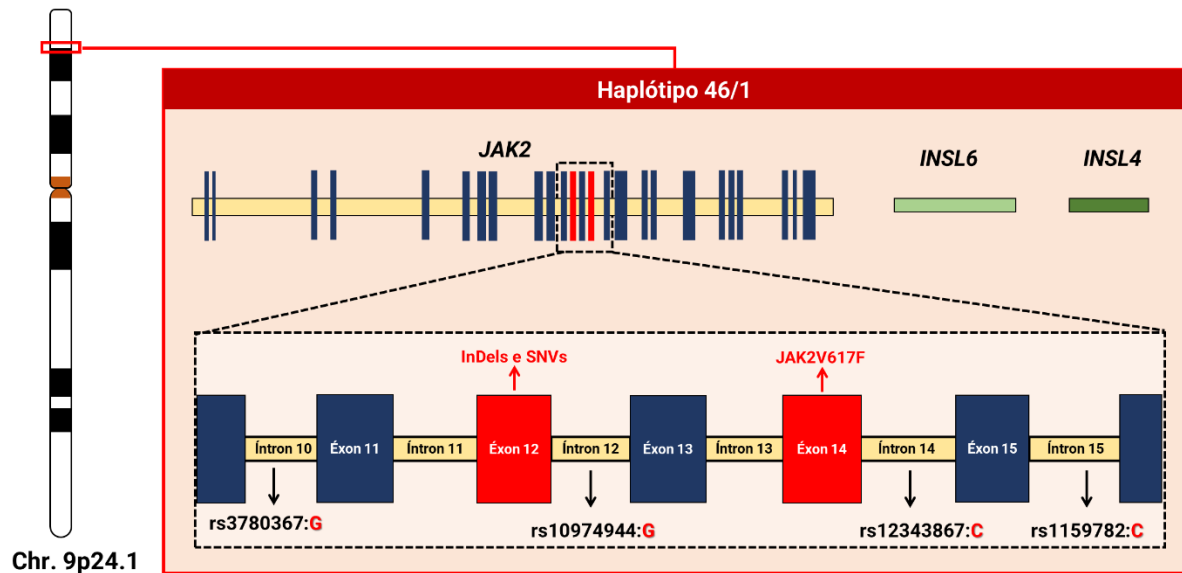 Haplótipo 46/1
JAK2
INSL6
INSL4
InDels e SNVs
JAK2V617F
Íntron 10
Éxon 11
Íntron 11
Éxon 12
Íntron 12
Éxon 13
Íntron 13
Éxon 14
Íntron 14
Éxon 15
Íntron 15
rs3780367:G
rs10974944:G
rs12343867:C
rs1159782:C
Chr. 9p24.1